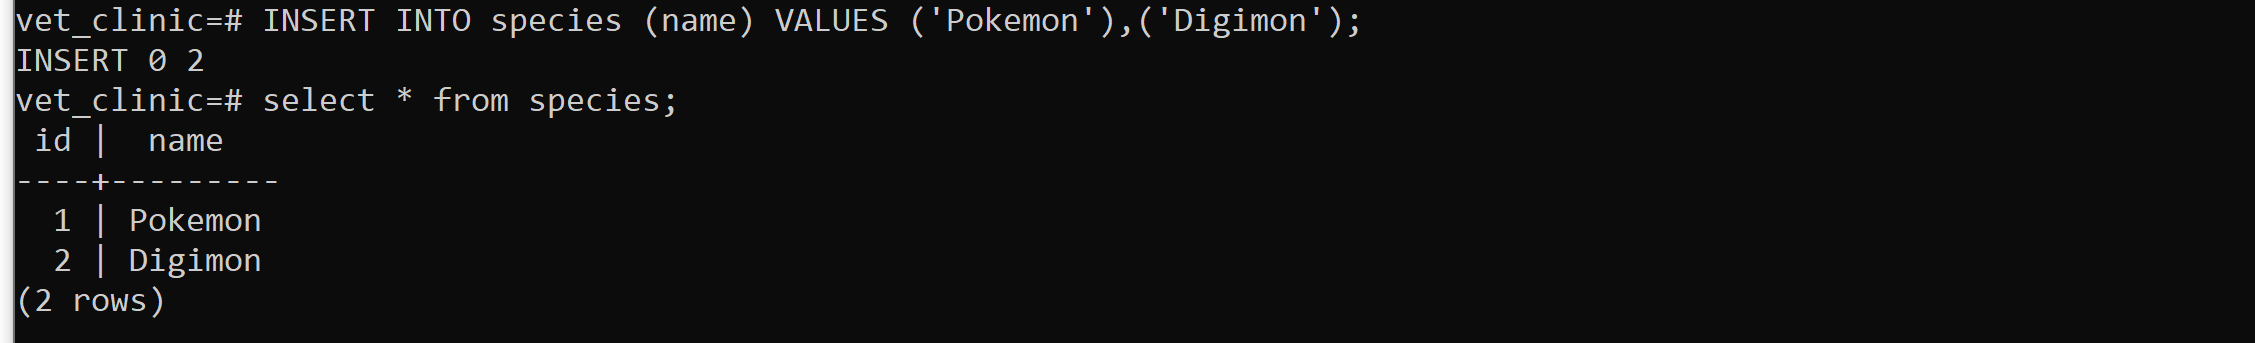 vet_clinic=# INSERT INTO species (name) VALUES ('Pokemon'),('Digimon');
INSERT 0 2
vet_clinic=# select * from species;
 id |  name
----+---------
  1 | Pokemon
  2 | Digimon
(2 rows)